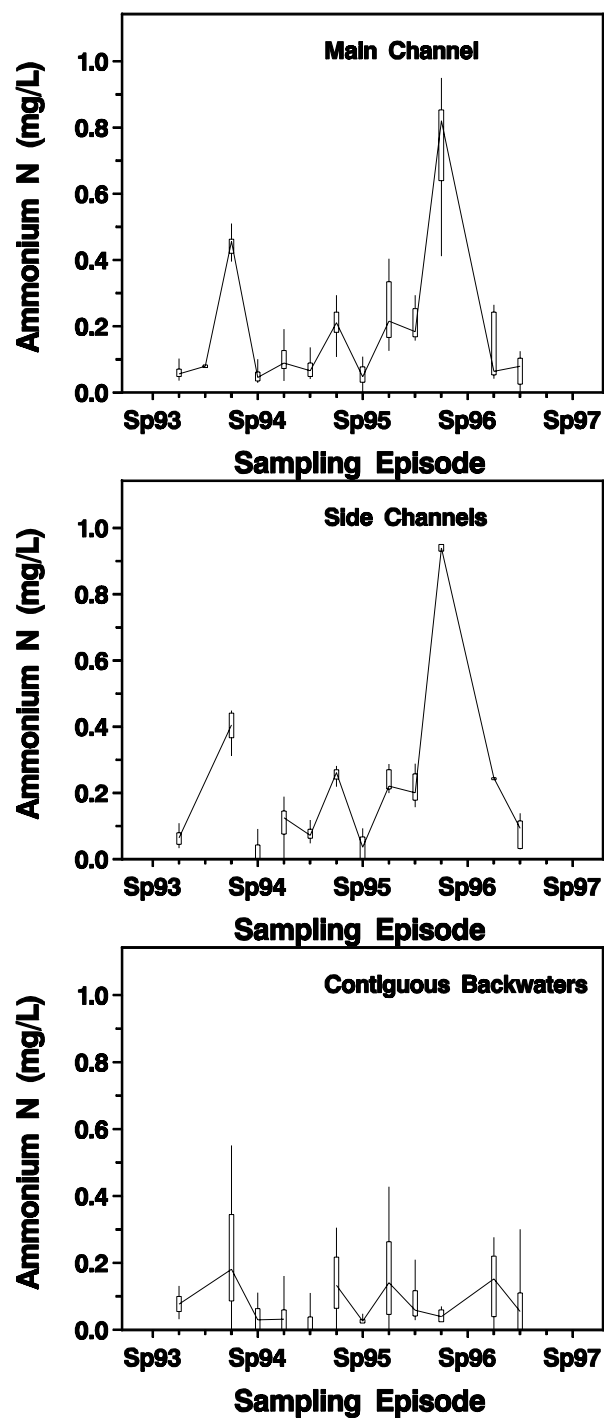 Main Channel
Ammonium N (mg/L)
1.0
0.8
0.6
0.4
0.2
0.0
Sp93 Sp94 Sp95 Sp96 Sp97
Sampling Episode
Side Channels
Ammonium N (mg/L)
1.0
0.8
0.6
0.4
0.2
0.0
Sp93 Sp94 Sp95 Sp96 Sp97
Sampling Episode
Contiguous Backwaters
Ammonium N (mg/L)
1.0
0.8
0.6
0.4
0.2
0.0
Sp93 Sp94 Sp95 Sp96 Sp97
Sampling Episode